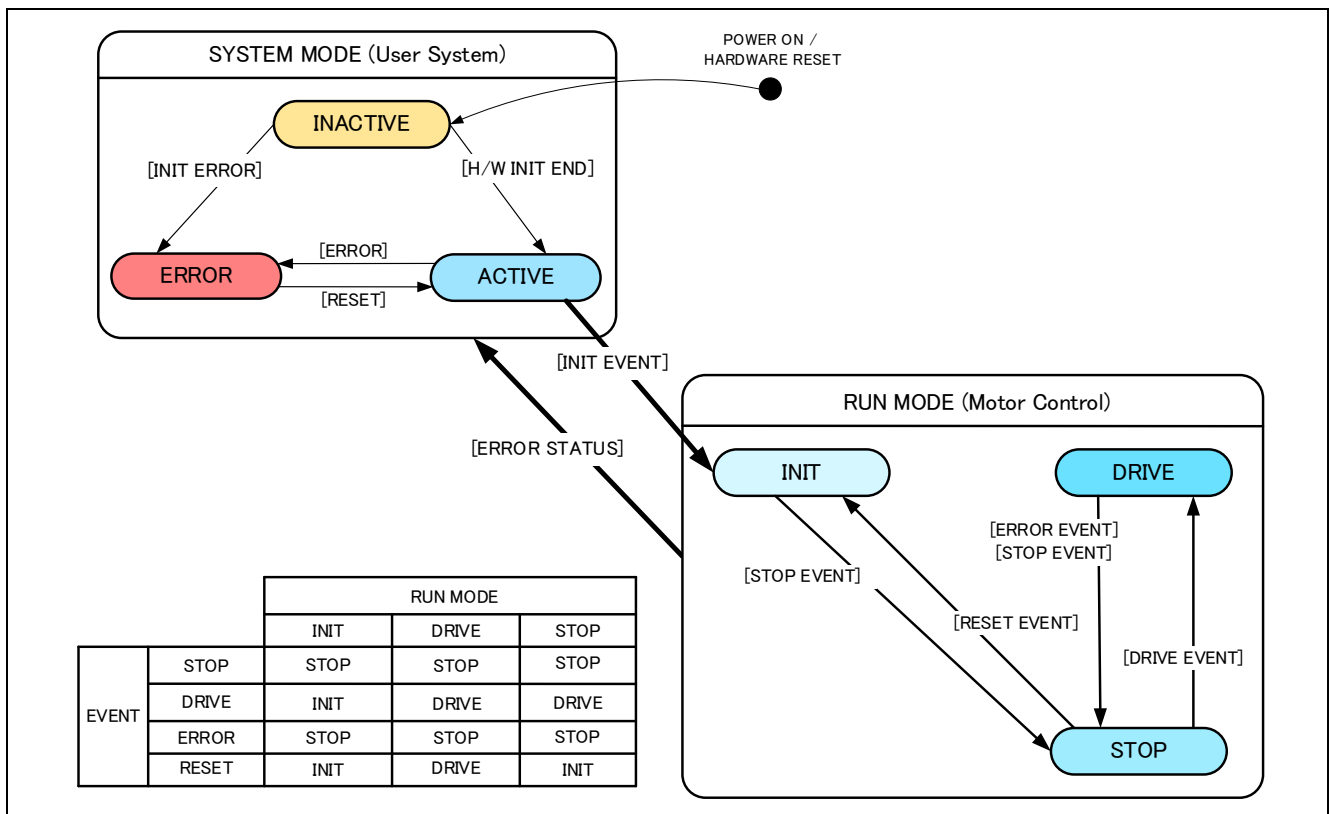 SYSTEM MODE (User System)
POWER ON /
HARDWARE RESET
INACTIVE
[INIT ERROR]
[H/W INIT END]
[ERROR]
ERROR
ACTIVE
[RESET]
[INIT EVENT]
[ERROR STATUS]
RUN MODE (Motor Control)
INIT
DRIVE
[ERROR EVENT]
[STOP EVENT]
[STOP EVENT]
[RESET EVENT]
[DRIVE EVENT]
STOP
RUN MODE
INIT DRIVE STOP
EVENT
STOP STOP STOP STOP
DRIVE INIT DRIVE DRIVE
ERROR STOP STOP STOP
RESET INIT DRIVE INIT